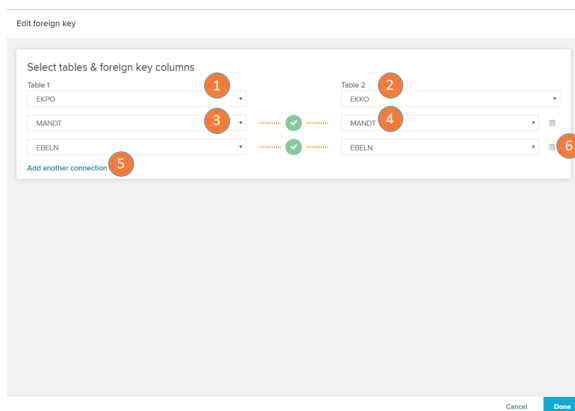 Edit foreign key
Select tables & foreign key columns
Table 1 1 Table 2 2
EKPO EKKO
MANDT 3 MANDT 4
EBELN EBELN 6
Add another connection 5
Cancel Done